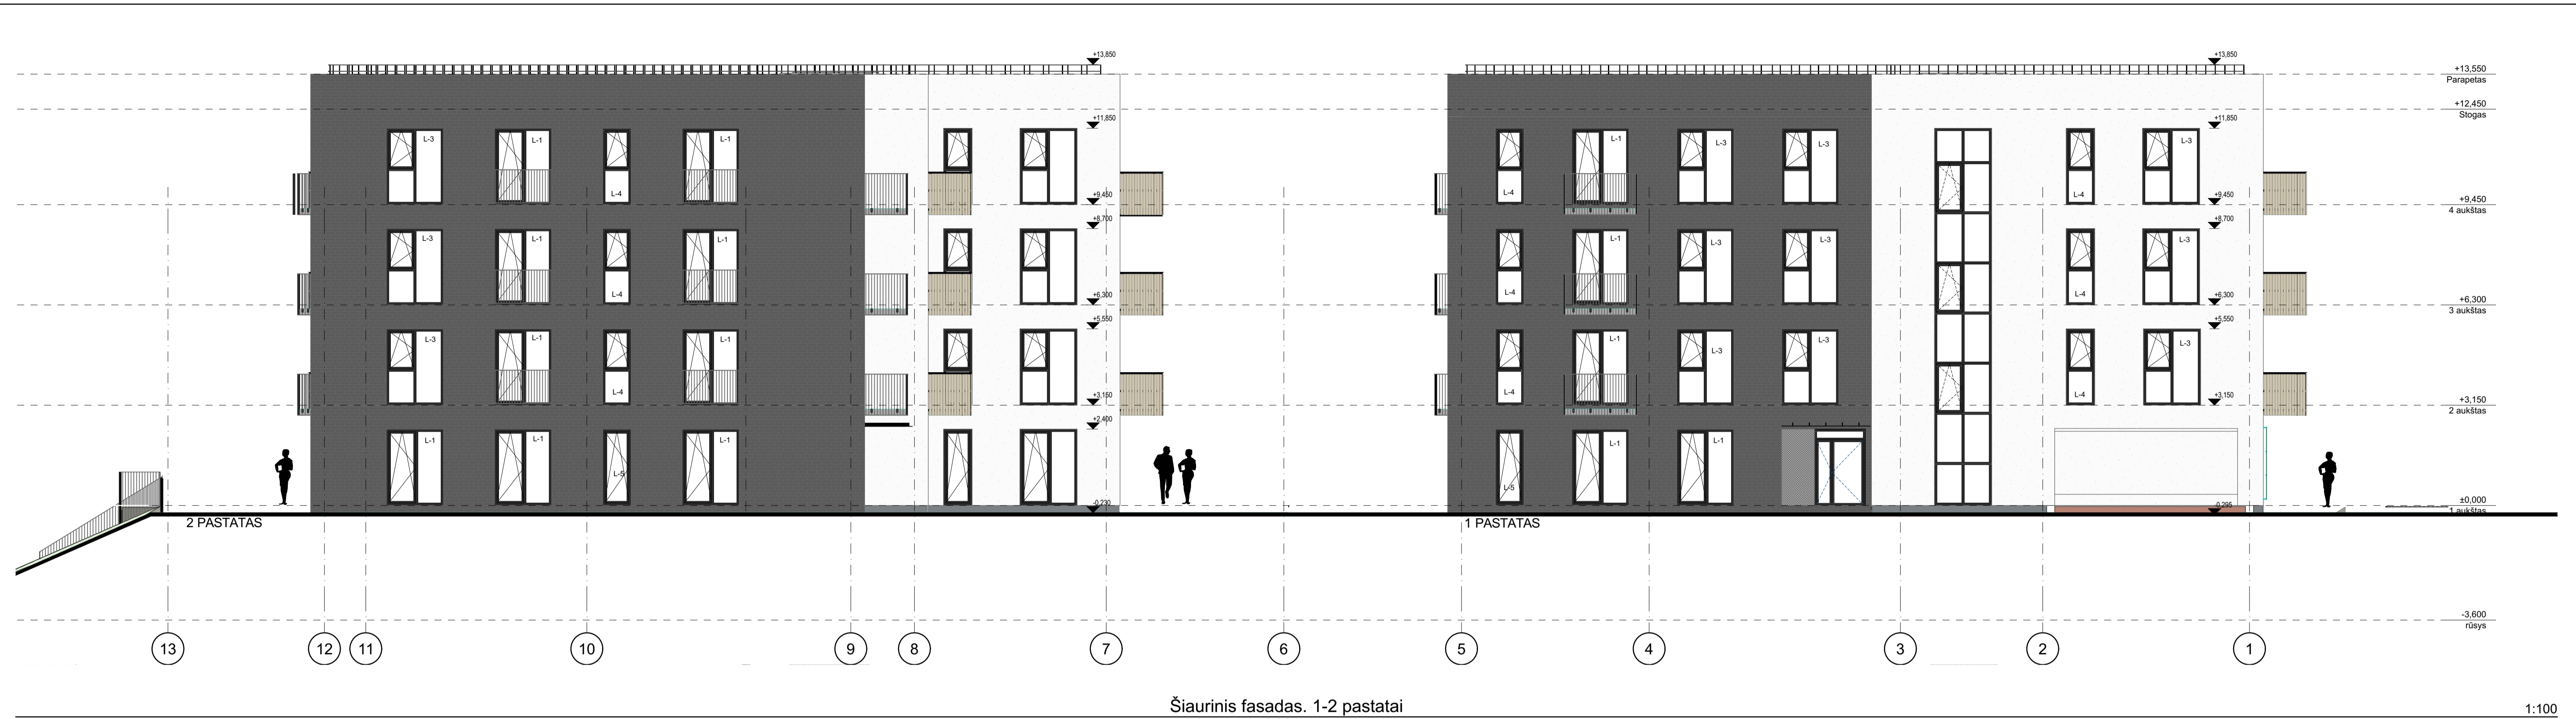 +13,850 +13,850
+13,550
Parapetas
+12,450
Stogas
+11,850 +11,850
L-3 L-1 L-1 L-1 L-3 L-3 L-3
L-4 L-4 L-4
+9,450 +9,450 +9,450
4 aukštas
+8,700 +8,700
L-3 L-1 L-1 L-1 L-3 L-3 L-3
L-4 L-4 L-4
+6,300 +6,300 +6,300
3 aukštas
+5,550 +5,550
L-3 L-1 L-1 L-1 L-3 L-3 L-3
L-4 L-4 L-4
+3,150 +3,150 +3,150
2 aukštas
+2,400
L-1 L-1 L-1 L-1 L-1
L-5 L-5
-0,230 -0,295 ±0,000
1 aukštas
2 PASTATAS 1 PASTATAS
-3,600
rūsys
13 12 11 10 9 8 7 6 5 4 3 2 1
Šiaurinis fasadas. 1-2 pastatai
1:100